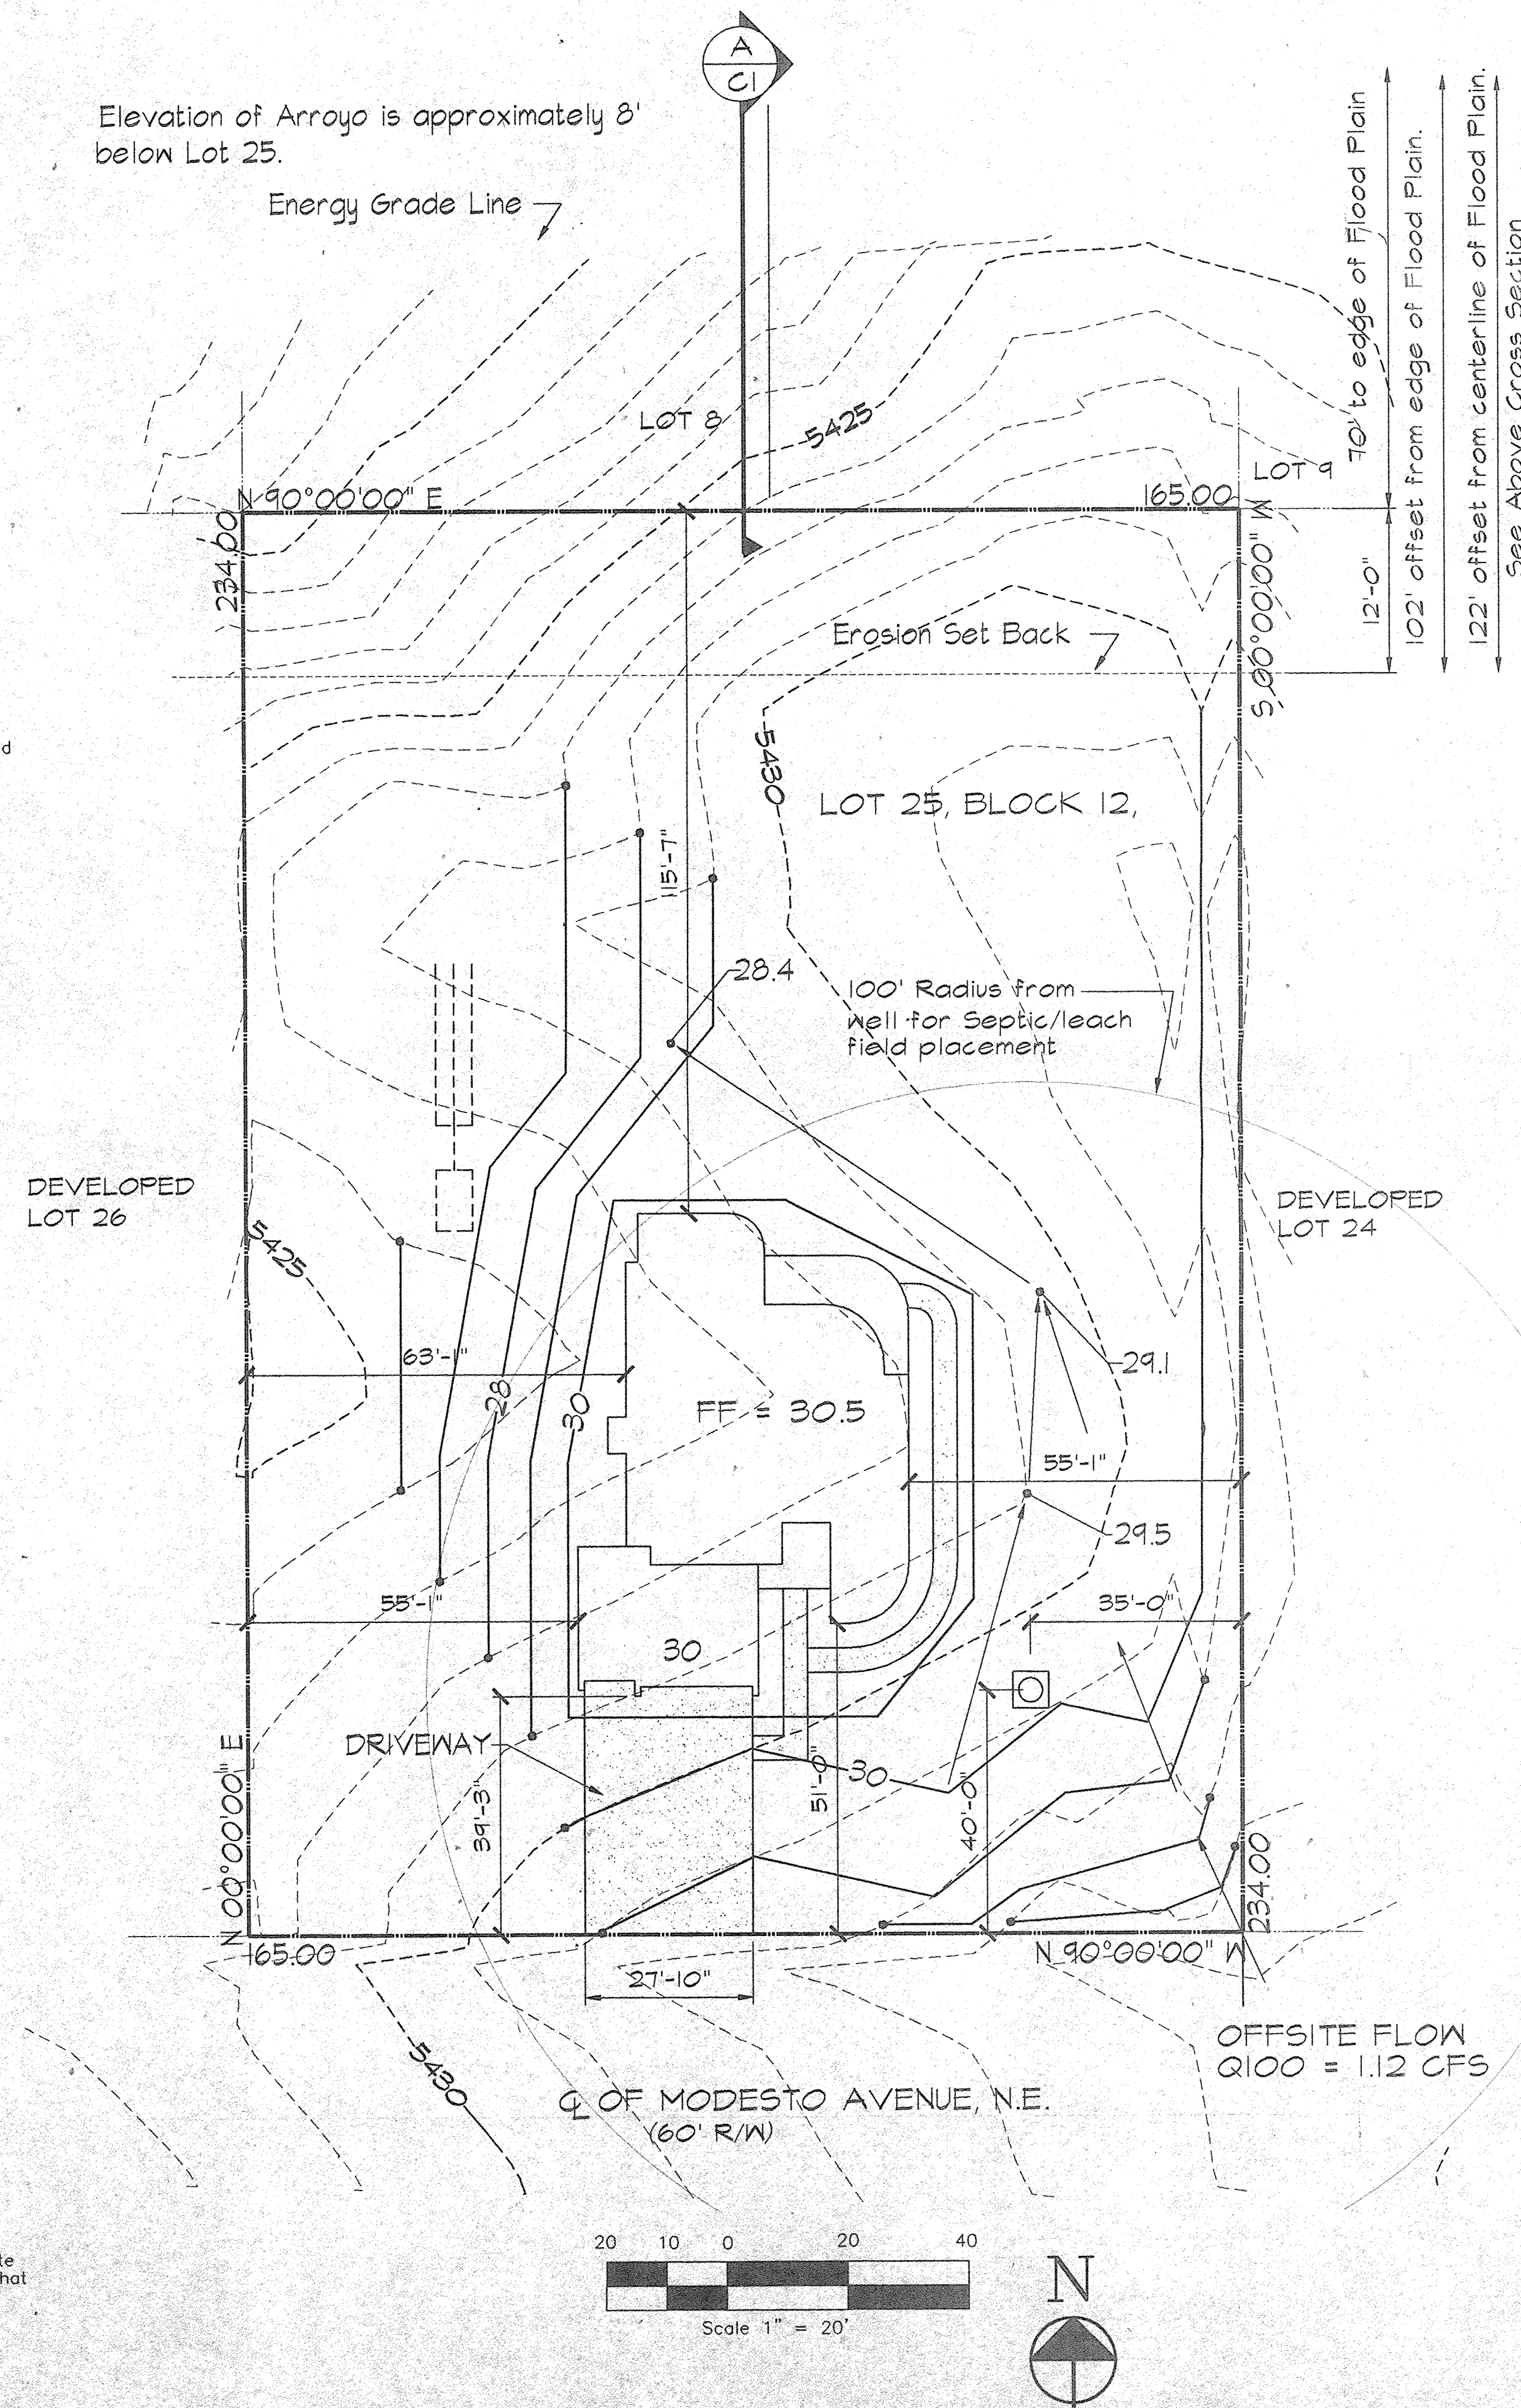 A
C1
Elevation of Arroyo is approximately 8'
below Lot 25.
Energy Grade Line
70' to edge of Flood Plain
102' offset from edge of Flood Plain.
122' offset from centerline of Flood Plain.
See Above Cross Section
LOT 8
5425
LOT 9
N 90°00'00" E
165.00
234.00
S 00°00'00" W
12'-0"
Erosion Set Back
d
5430
LOT 25, BLOCK 12,
115'-7"
28.4
100' Radius from
well for Septic/leach
field placement
DEVELOPED
LOT 26
DEVELOPED
LOT 24
5425
63'-1"
28
30
FF = 30.5
29.1
55'-1"
29.5
55'-1"
35'-0"
30
DRIVEWAY
39'-3"
51'-0"
30
40'-0"
N 00°00'00" E
234.00
165.00
N 90°00'00" W
27'-10"
OFFSITE FLOW
Q100 = 1.12 CFS
5430
℄ OF MODESTO AVENUE, N.E.
(60' R/W)
20 10 0 20 40
Scale 1" = 20'
N
te
hat